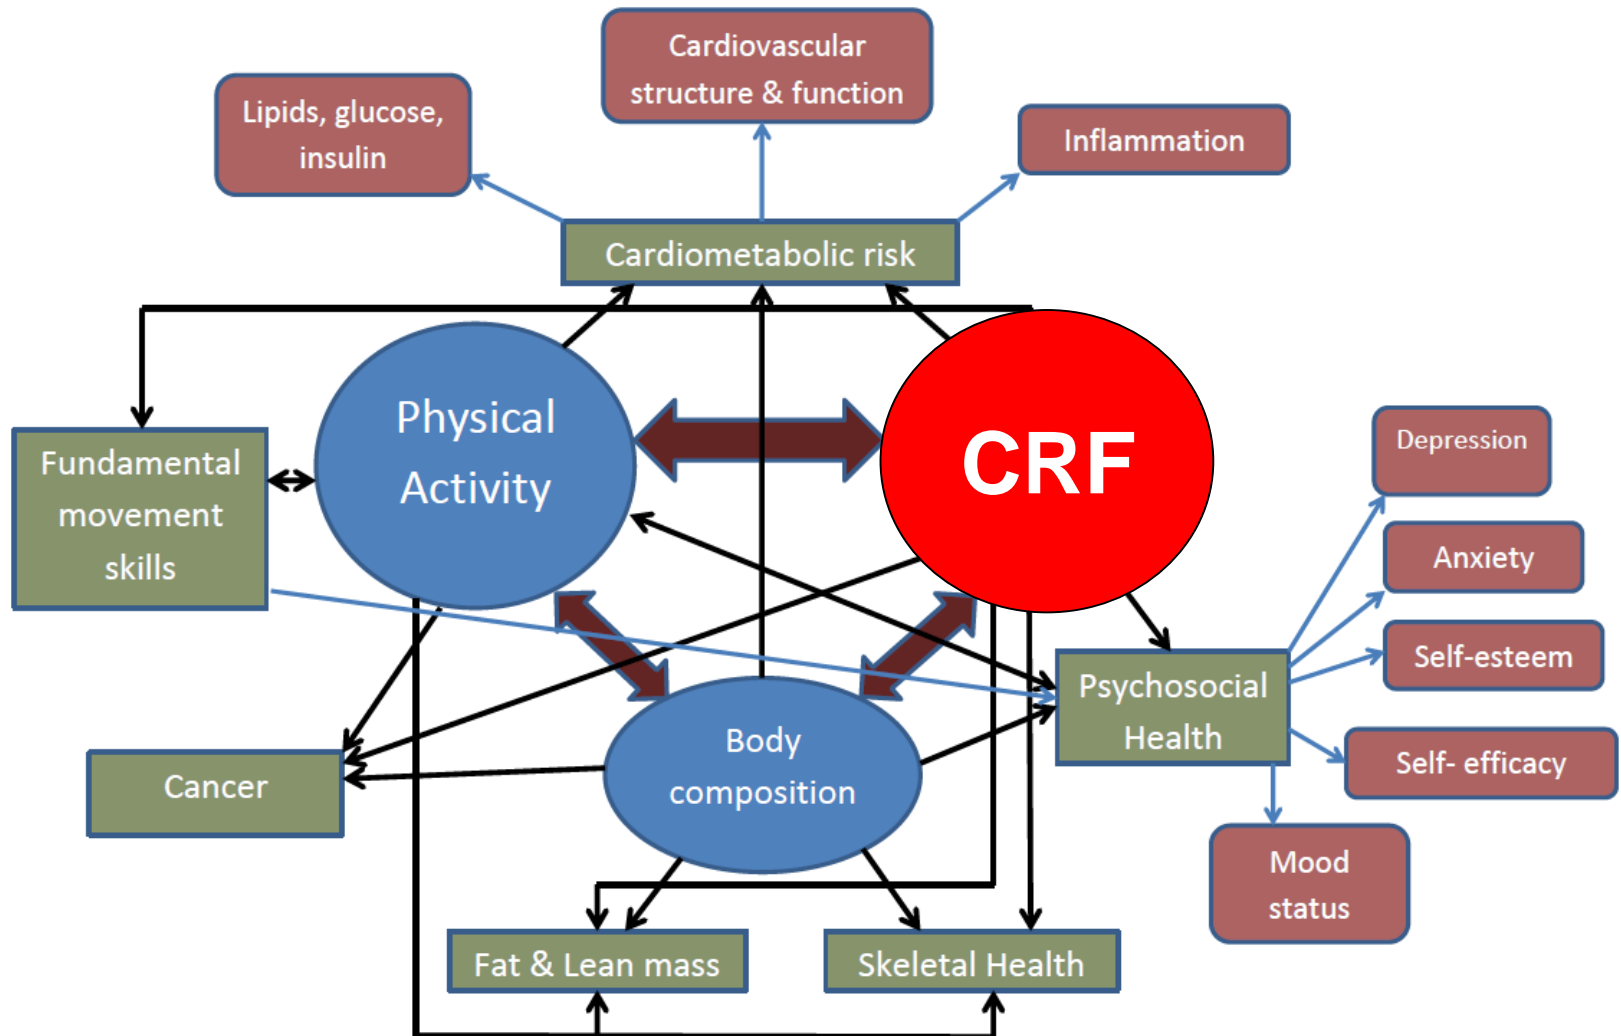 Cardiovascular
structure & function
Lipids, glucose,
insulin
Inflammation
Cardiometabolic risk
Physical
Activity
CRF
Depression
Fundamental
movement
skills
Anxiety
Self-esteem
Psychosocial
Health
Body
composition
Self- efficacy
Cancer
Mood
status
Fat & Lean mass
Skeletal Health